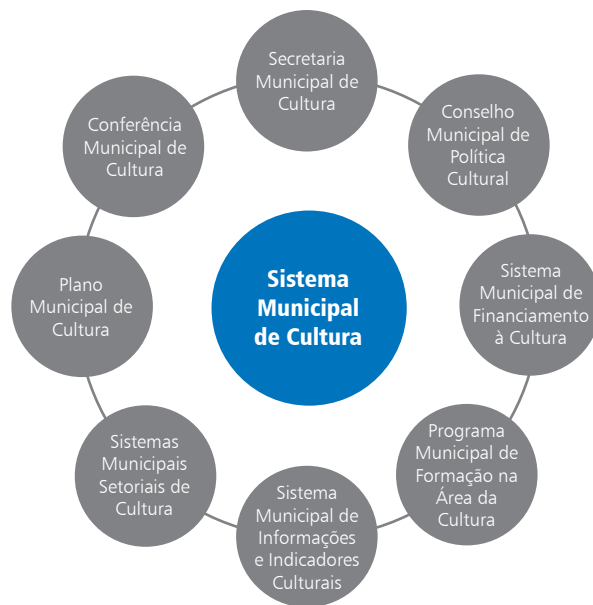 Secretaria
Municipal de
Cultura
Conselho
Municipal de
Política
Cultural
Sistema
Municipal de
Financiamento
à Cultura
Programa
Municipal de
Formação na
Área da
Cultura
Sistema
Municipal de
Informações
e Indicadores
Culturais
Sistemas
Municipais
Setoriais de
Cultura
Plano
Municipal de
Cultura
Conferência
Municipal de
Cultura
Sistema
Municipal
de Cultura